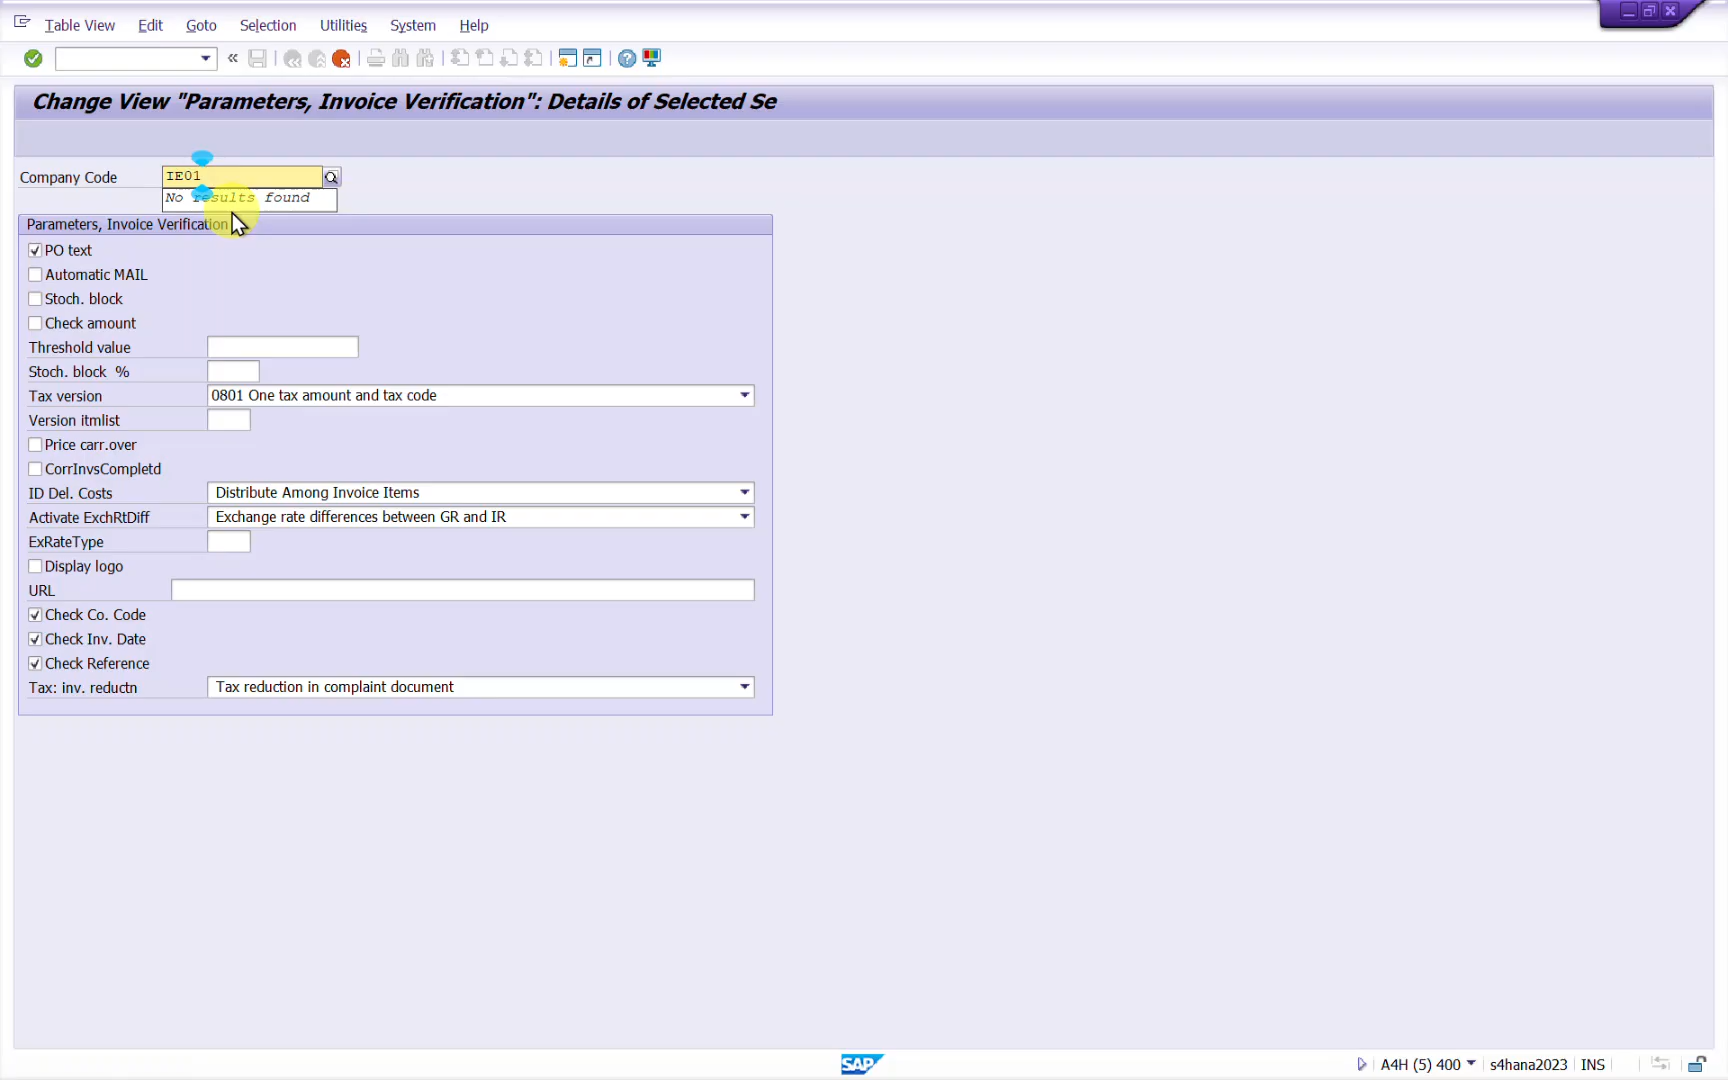 Table View Edit Goto Selection Utilities System Help
Change View "Parameters, Invoice Verification": Details of Selected Se
Company Code IE01
No results found
Parameters, Invoice Verification
PO text
Automatic MAIL
Stoch. block
Check amount
Threshold value
Stoch. block %
Tax version 0801 One tax amount and tax code
Version itmlist
Price carr.over
CorrInvsCompletd
ID Del. Costs Distribute Among Invoice Items
Activate ExchRtDiff Exchange rate differences between GR and IR
ExRateType
Display logo
URL
Check Co. Code
Check Inv. Date
Check Reference
Tax: inv. reductn Tax reduction in complaint document
SAP A4H (5) 400 s4hana2023 INS